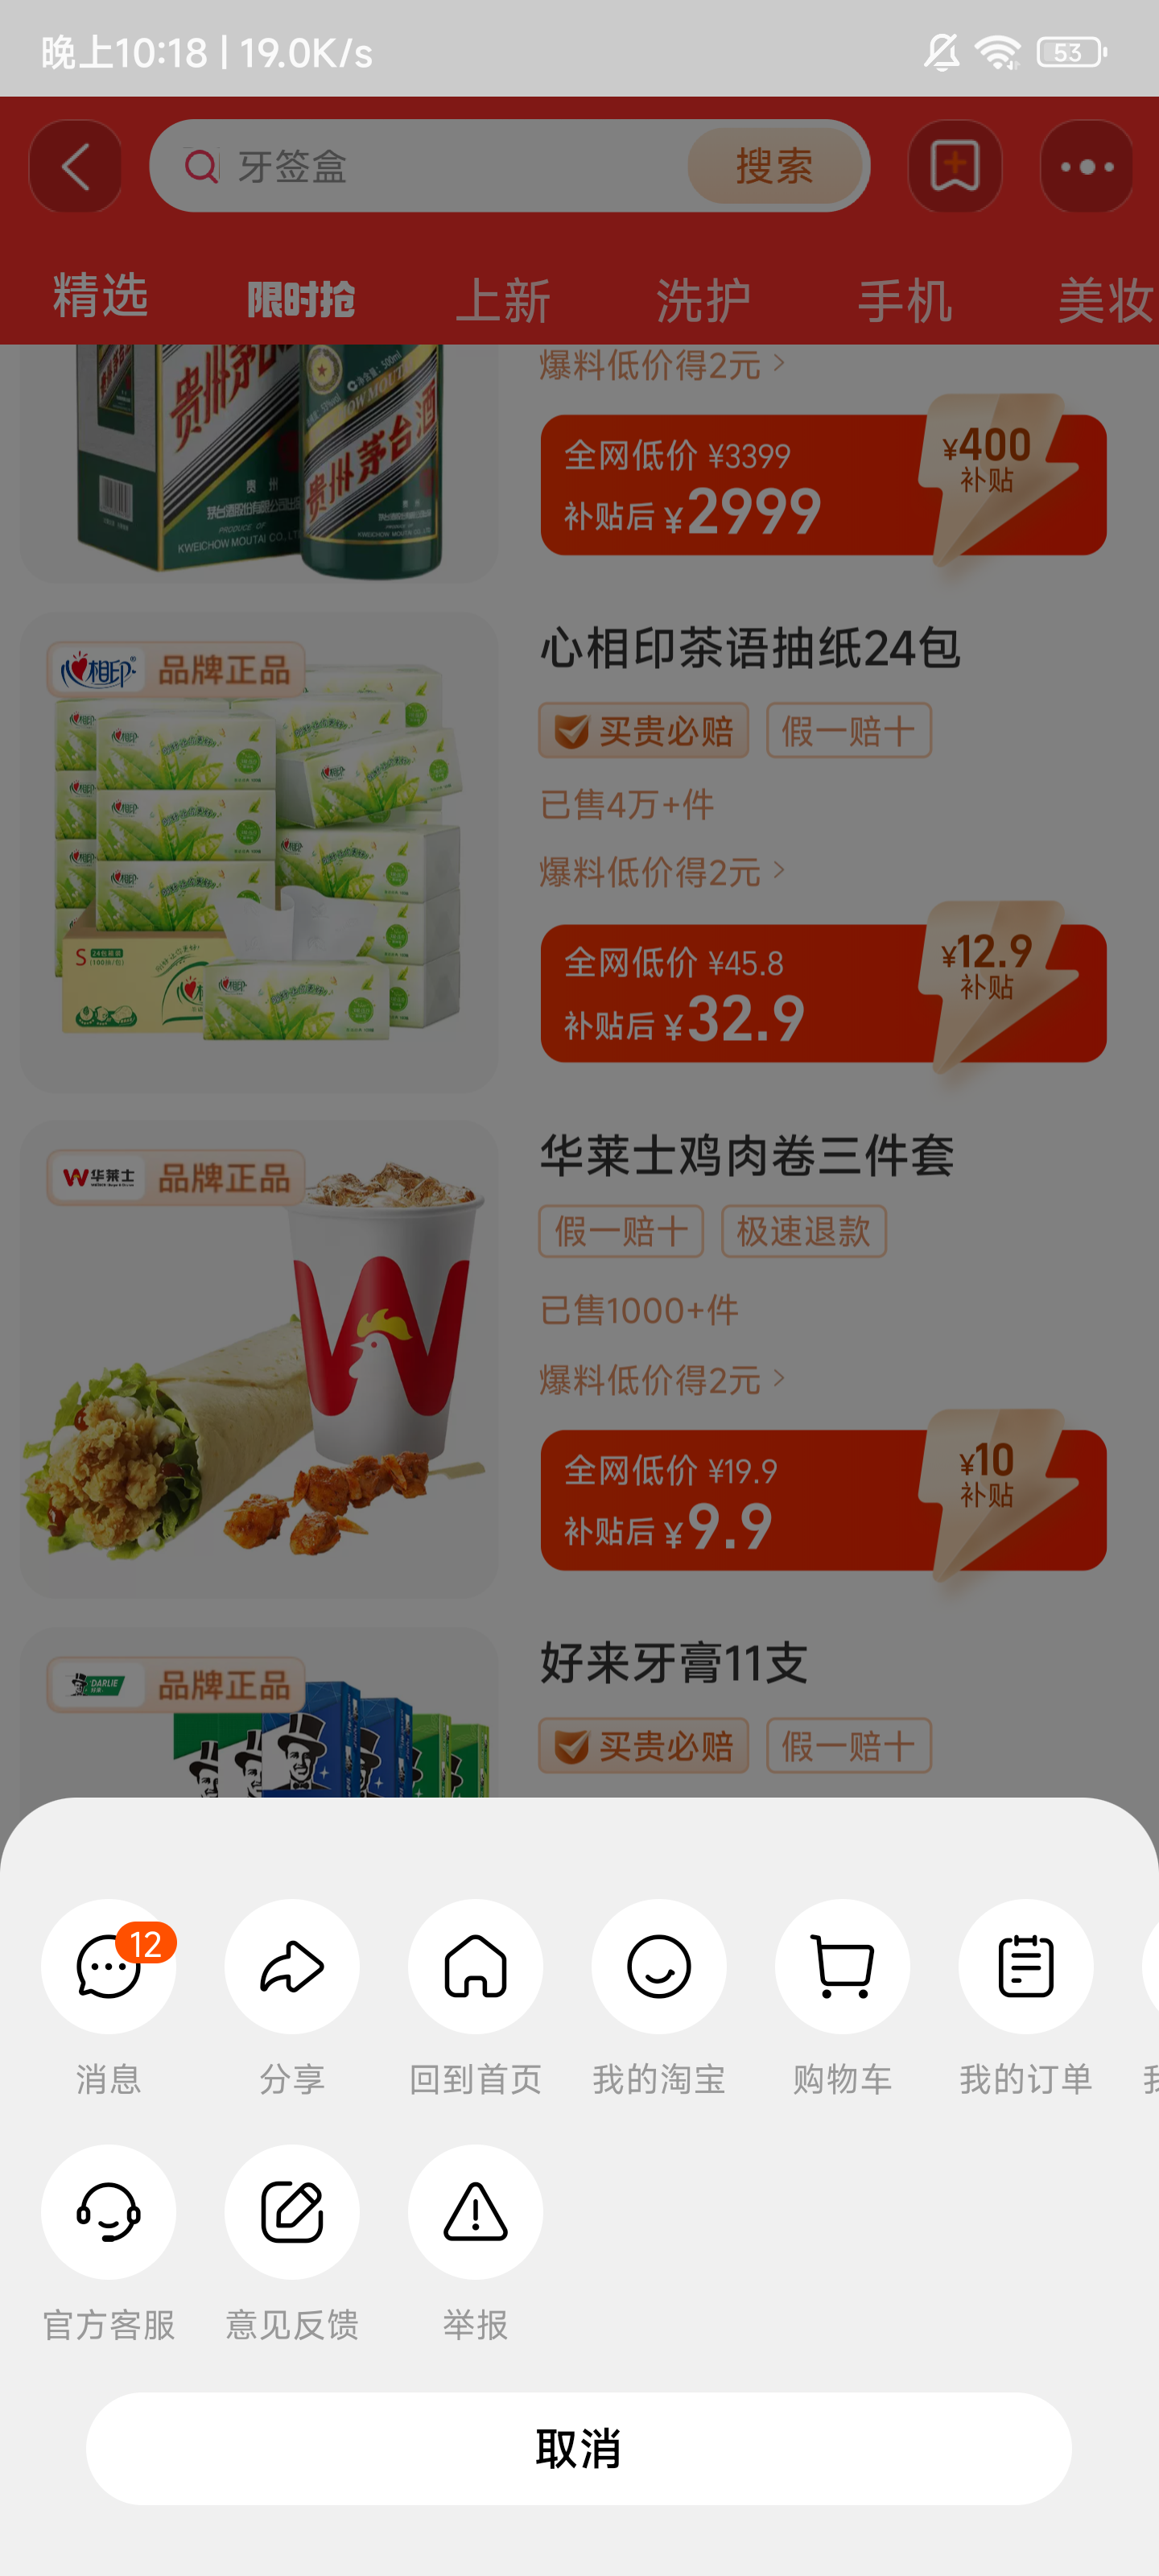 晚上10:18 | 19.0K/s
53
牙签盒
搜索
精选
限时抢
上新
洗护
手机
美妆
贵州茅台酒
500ml
贵州
PRODUCE OF
KWEICHOW MOUTAI CO., LT
爆料低价得2元 >
全网低价 ¥3399
补贴后 ¥2999
¥400
补贴
心相印
品牌正品
心相印茶语抽纸24包
买贵必赔
假一赔十
已售4万+件
爆料低价得2元 >
全网低价 ¥45.8
补贴后 ¥32.9
¥12.9
补贴
华莱士
品牌正品
W
华莱士鸡肉卷三件套
假一赔十
极速退款
已售1000+件
爆料低价得2元 >
全网低价 ¥19.9
补贴后 ¥9.9
¥10
补贴
DARLIE
品牌正品
好来牙膏11支
买贵必赔
假一赔十
12
消息
分享
回到首页
我的淘宝
购物车
我的订单
官方客服
意见反馈
举报
取消